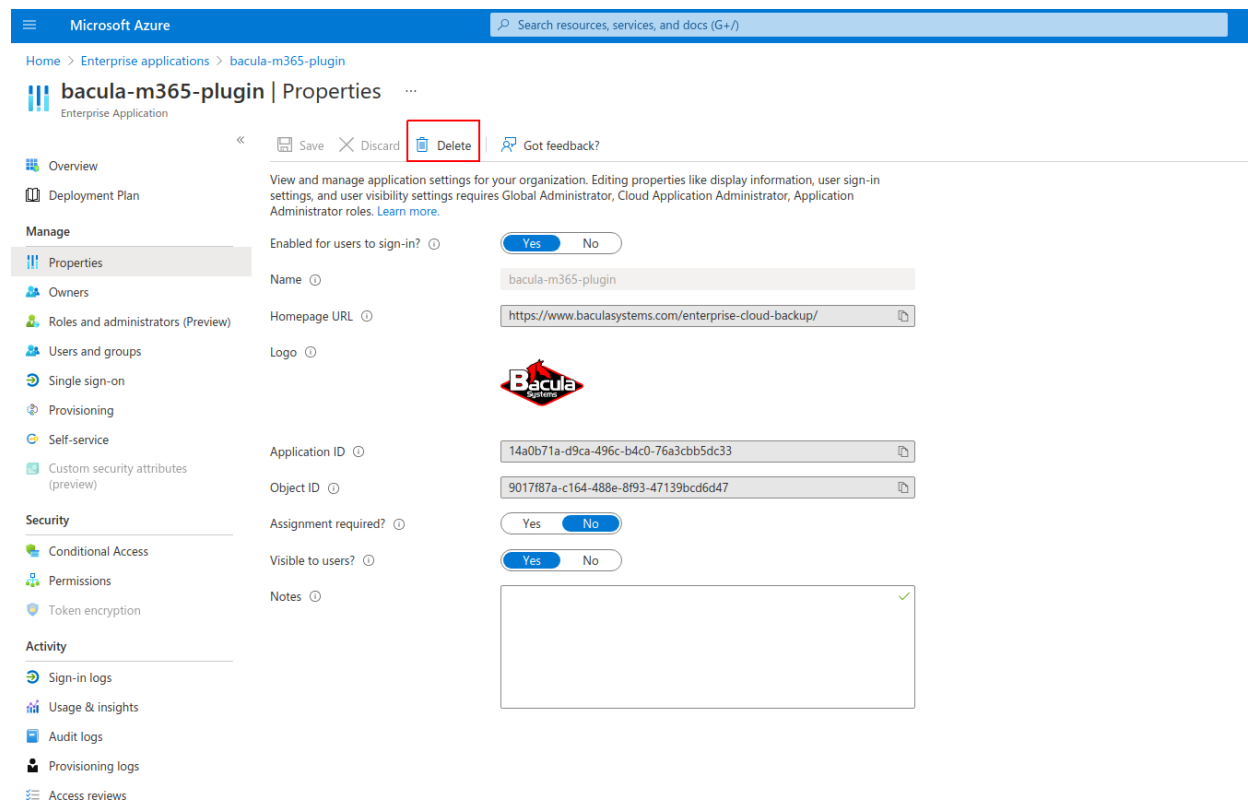 Microsoft Azure
Search resources, services, and docs (G+/)
Home > Enterprise applications > bacula-m365-plugin
bacula-m365-plugin | Properties ...
Enterprise Application
«
Save Discard Delete Got feedback?
Overview
Deployment Plan
Manage
Properties
Owners
Roles and administrators (Preview)
Users and groups
Single sign-on
Provisioning
Self-service
Custom security attributes
(preview)
Security
Conditional Access
Permissions
Token encryption
Activity
Sign-in logs
Usage & insights
Audit logs
Provisioning logs
Access reviews
View and manage application settings for your organization. Editing properties like display information, user sign-in
settings, and user visibility settings requires Global Administrator, Cloud Application Administrator, Application
Administrator roles. Learn more.
Enabled for users to sign-in? Yes No
Name bacula-m365-plugin
Homepage URL https://www.baculasystems.com/enterprise-cloud-backup/
Logo
Bacula
Systems
Application ID 14a0b71a-d9ca-496c-b4c0-76a3cbb5dc33
Object ID 9017f87a-c164-488e-8f93-47139bcd6d47
Assignment required? Yes No
Visible to users? Yes No
Notes